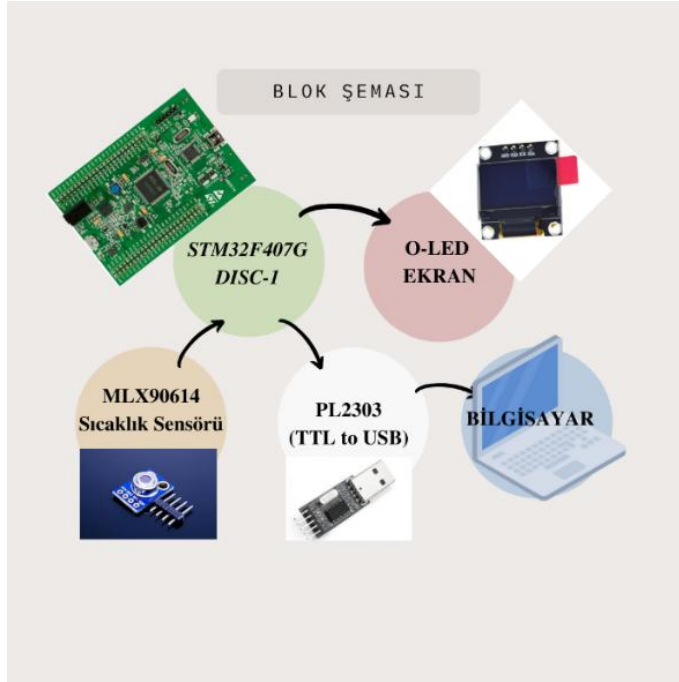 BLOK ŞEMASI
STM32F407G
DISC-1
O-LED
EKRAN
MLX90614
Sıcaklık Sensörü
PL2303
(TTL to USB)
BİLGİSAYAR